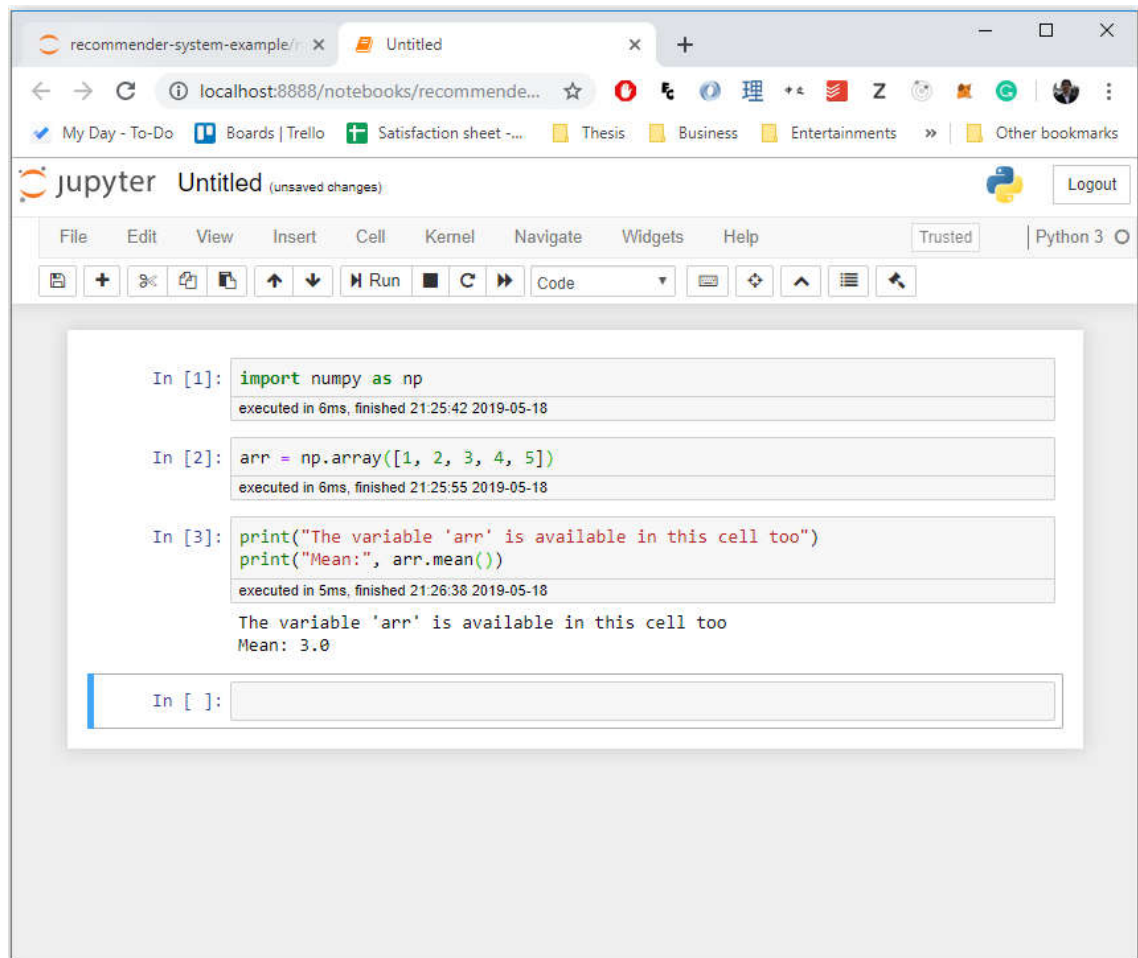 recommender-system-example/r
Untitled
localhost:8888/notebooks/recommende...
理
Z
My Day - To-Do
Boards | Trello
Satisfaction sheet -...
Thesis
Business
Entertainments
»
Other bookmarks
jupyter Untitled (unsaved changes)
Logout
File Edit View Insert Cell Kernel Navigate Widgets Help Trusted Python 3
Run Code
In [1]: import numpy as np
executed in 6ms, finished 21:25:42 2019-05-18
In [2]: arr = np.array([1, 2, 3, 4, 5])
executed in 6ms, finished 21:25:55 2019-05-18
In [3]: print("The variable 'arr' is available in this cell too")
print("Mean:", arr.mean())
executed in 5ms, finished 21:26:38 2019-05-18
The variable 'arr' is available in this cell too
Mean: 3.0
In [ ]: